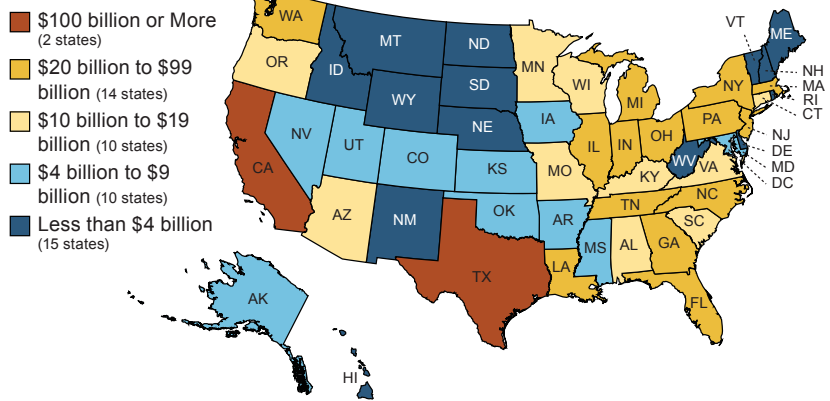 $100 billion or More
(2 states)
$20 billion to $99
billion (14 states)
$10 billion to $19
billion (10 states)
$4 billion to $9
billion (10 states)
Less than $4 billion
(15 states)
WA
OR
CA
NV
ID
MT
WY
UT
AZ
CO
NM
ND
SD
NE
KS
OK
TX
MN
IA
MO
AR
LA
WI
IL
MS
MI
IN
KY
TN
AL
OH
WV
GA
FL
SC
NC
VA
PA
NY
VT
ME
NH
MA
RI
CT
NJ
DE
MD
DC
AK
HI